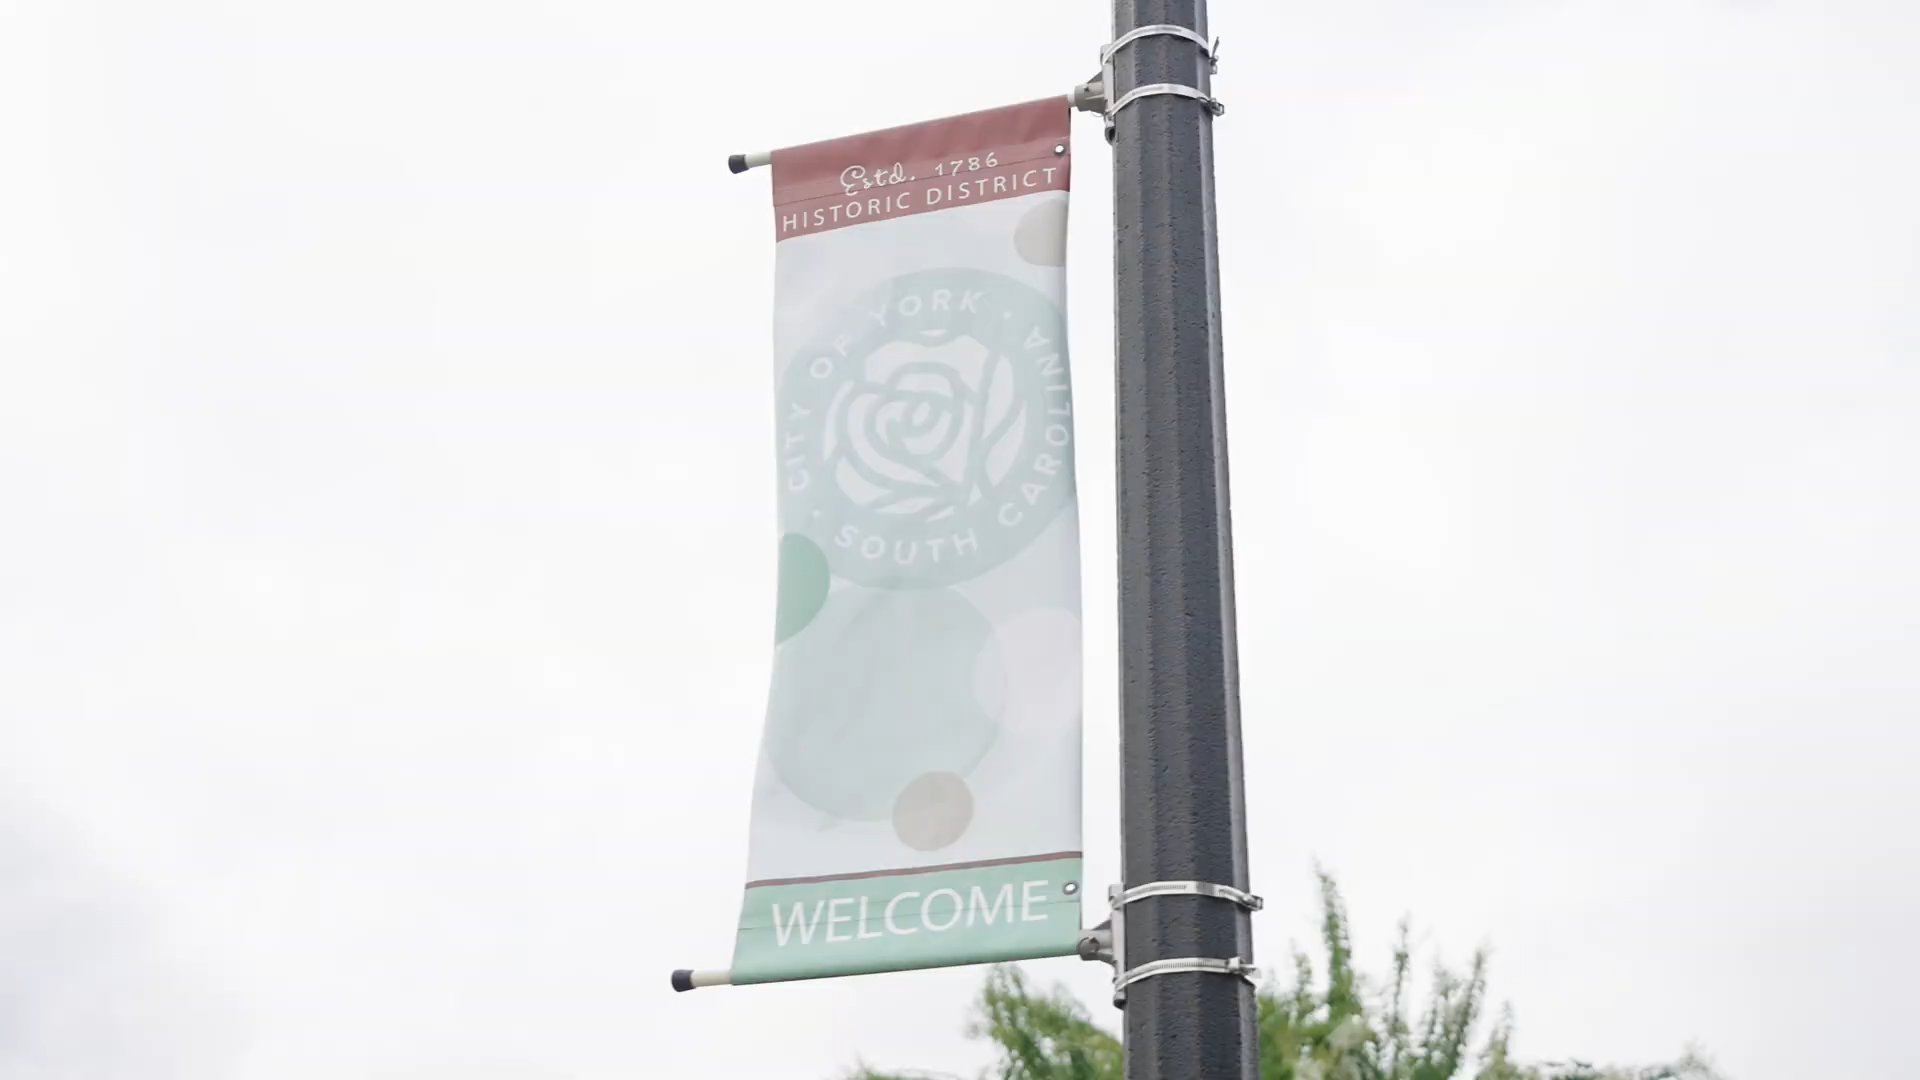 Estd. 1786
HISTORIC DISTRICT
CITY OF YORK · SOUTH CAROLINA ·
WELCOME